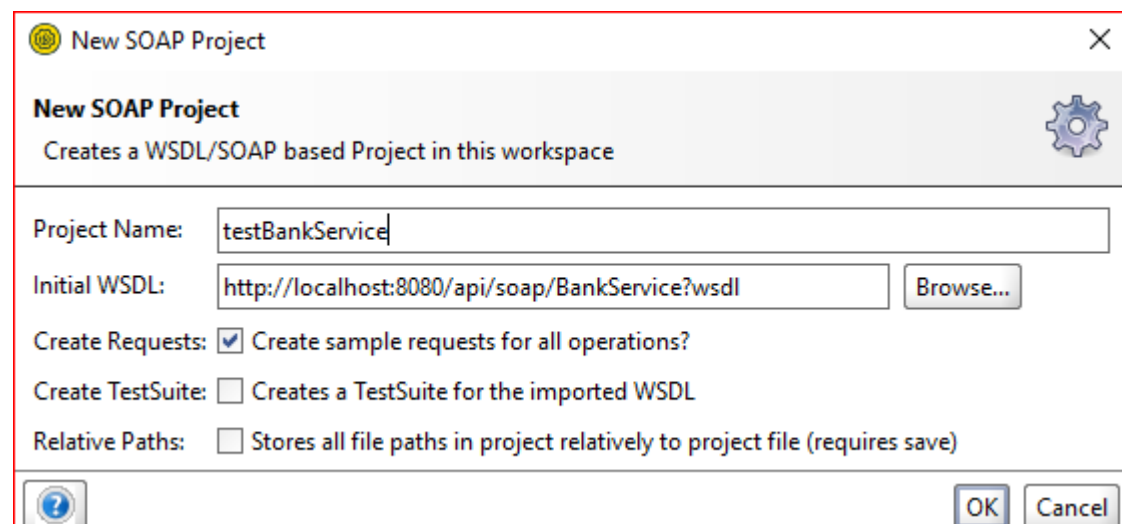 New SOAP Project
New SOAP Project
Creates a WSDL/SOAP based Project in this workspace
Project Name: testBankService
Initial WSDL: http://localhost:8080/api/soap/BankService?wsdl Browse...
Create Requests: Create sample requests for all operations?
Create TestSuite: Creates a TestSuite for the imported WSDL
Relative Paths: Stores all file paths in project relatively to project file (requires save)
? OK Cancel